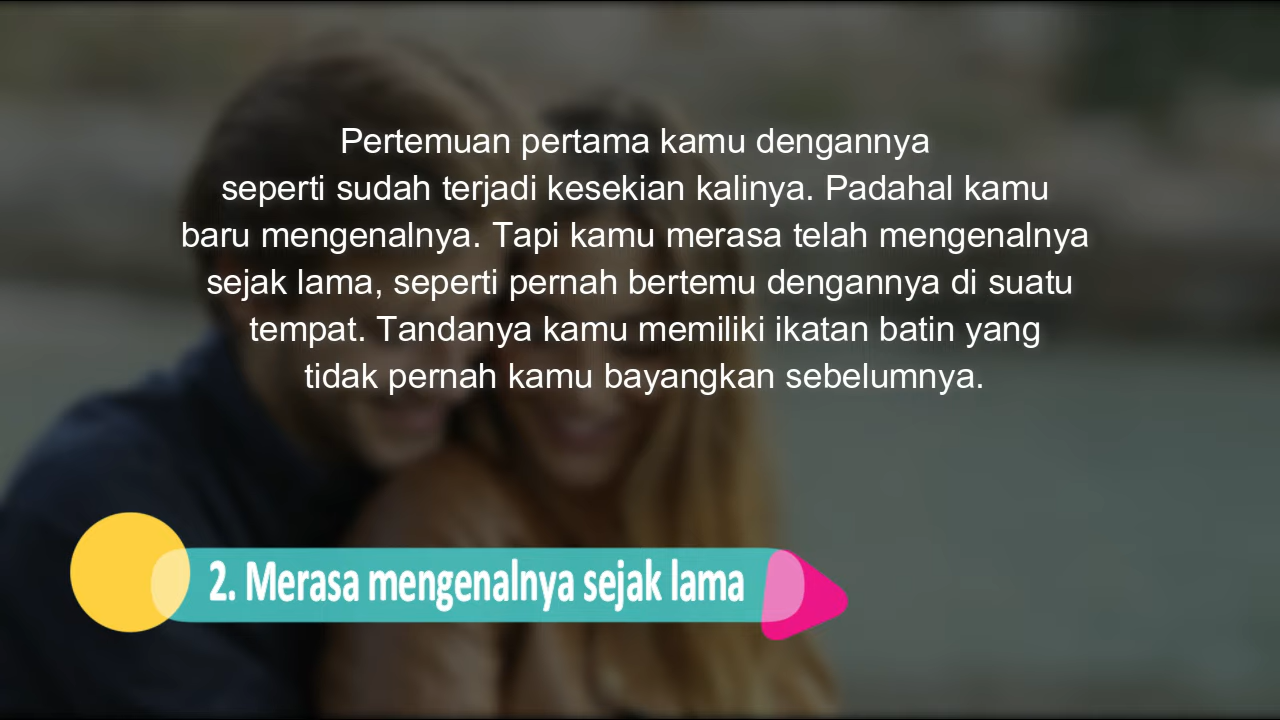 Pertemuan pertama kamu dengannya
seperti sudah terjadi kesekian kalinya. Padahal kamu
baru mengenalnya. Tapi kamu merasa telah mengenalnya
sejak lama, seperti pernah bertemu dengannya di suatu
tempat. Tandanya kamu memiliki ikatan batin yang
tidak pernah kamu bayangkan sebelumnya.
2. Merasa mengenalnya sejak lama